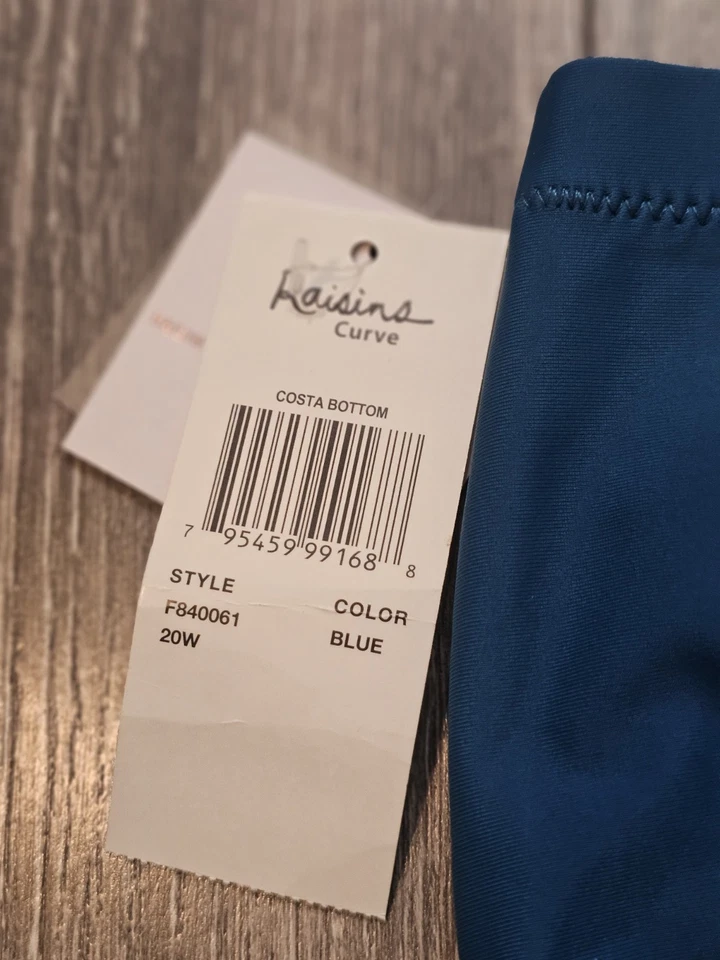 Raisins
Curve
COSTA BOTTOM
7 95459 99168 8
STYLE
F840061
20W
COLOR
BLUE